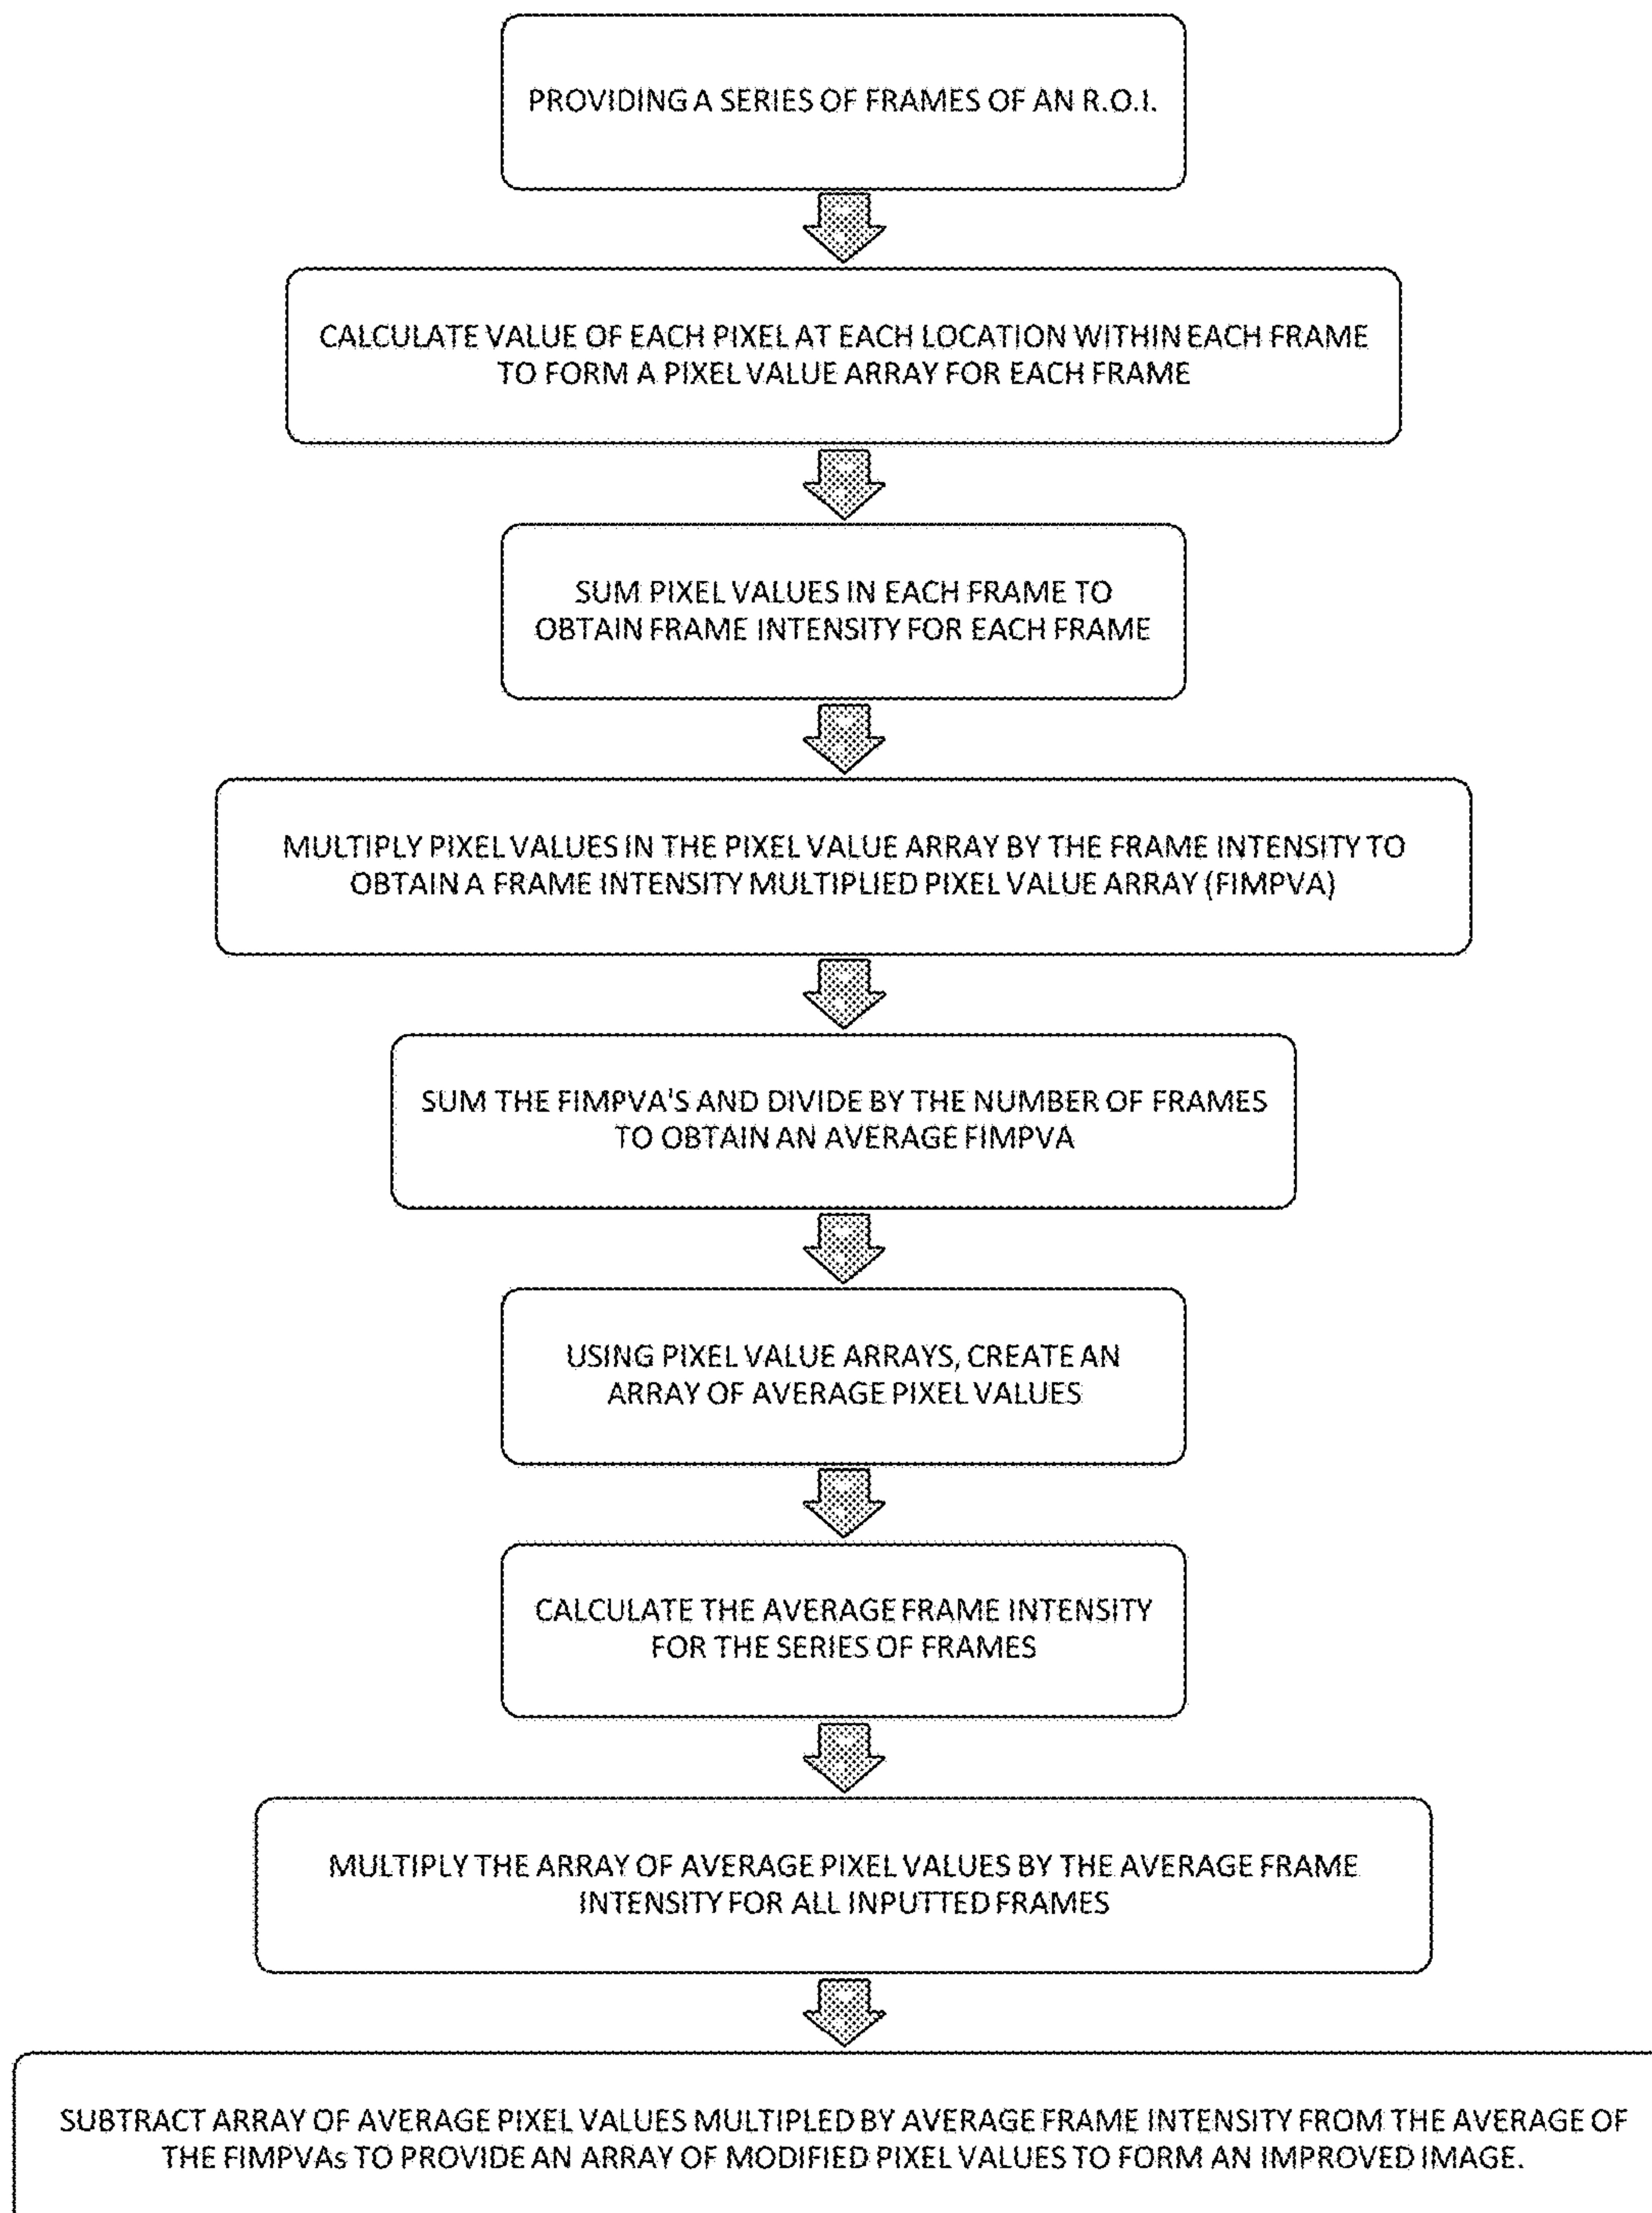 PROVIDING A SERIES OF FRAMES OF AN R.O.I.
CALCULATE VALUE OF EACH PIXEL AT EACH LOCATION WITHIN EACH FRAME
TO FORM A PIXEL VALUE ARRAY FOR EACH FRAME
SUM PIXEL VALUES IN EACH FRAME TO
OBTAIN FRAME INTENSITY FOR EACH FRAME
MULTIPLY PIXEL VALUES IN THE PIXEL VALUE ARRAY BY THE FRAME INTENSITY TO
OBTAIN A FRAME INTENSITY MULTIPLIED PIXEL VALUE ARRAY (FIMPVA)
SUM THE FIMPVA'S AND DIVIDE BY THE NUMBER OF FRAMES
TO OBTAIN AN AVERAGE FIMPVA
USING PIXEL VALUE ARRAYS, CREATE AN
ARRAY OF AVERAGE PIXEL VALUES
CALCULATE THE AVERAGE FRAME INTENSITY
FOR THE SERIES OF FRAMES
MULTIPLY THE ARRAY OF AVERAGE PIXEL VALUES BY THE AVERAGE FRAME
INTENSITY FOR ALL INPUTTED FRAMES
SUBTRACT ARRAY OF AVERAGE PIXEL VALUES MULTIPLED BY AVERAGE FRAME INTENSITY FROM THE AVERAGE OF
THE FIMPVAs TO PROVIDE AN ARRAY OF MODIFIED PIXEL VALUES TO FORM AN IMPROVED IMAGE.